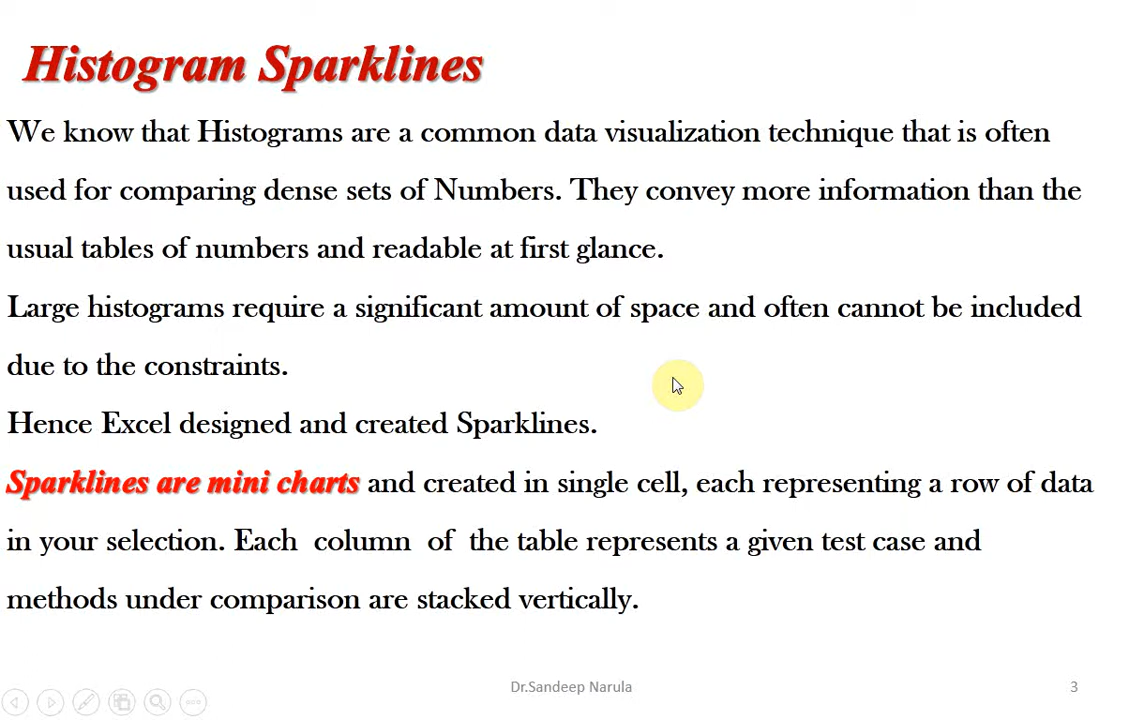 Histogram Sparklines
We know that Histograms are a common data visualization technique that is often
used for comparing dense sets of Numbers. They convey more information than the
usual tables of numbers and readable at first glance.
Large histograms require a significant amount of space and often cannot be included
due to the constraints.
Hence Excel designed and created Sparklines.
Sparklines are mini charts and created in single cell, each representing a row of data
in your selection. Each column of the table represents a given test case and
methods under comparison are stacked vertically.
Dr.Sandeep Narula
3